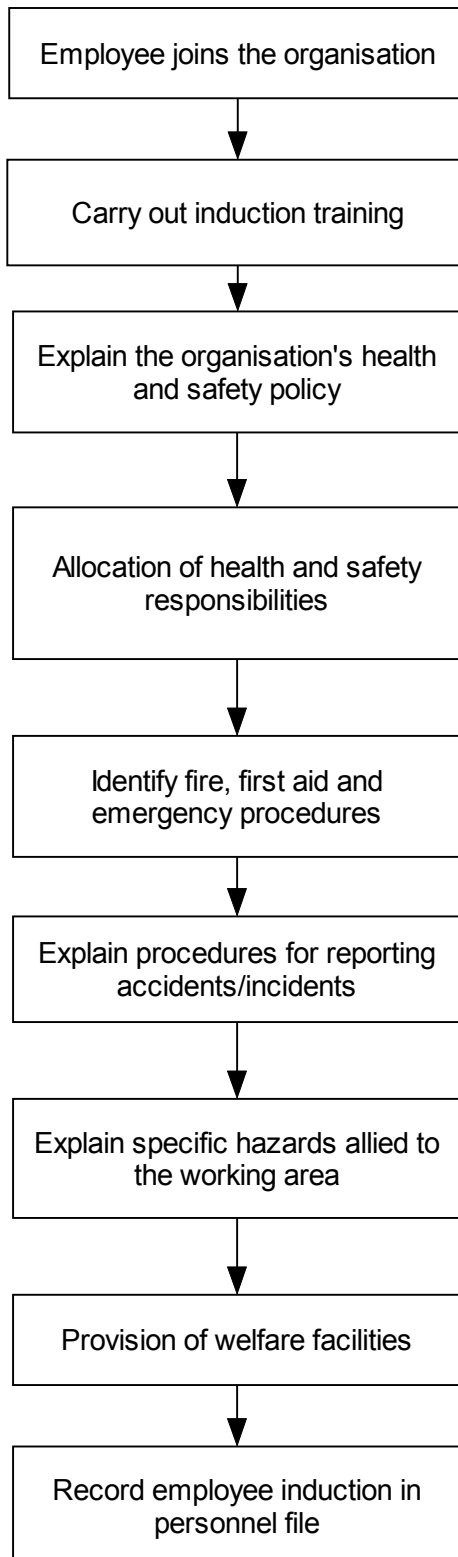 Employee joins the organisation
Carry out induction training
Explain the organisation's health
and safety policy
Allocation of health and safety
responsibilities
Identify fire, first aid and
emergency procedures
Explain procedures for reporting
accidents/incidents
Explain specific hazards allied to
the working area
Provision of welfare facilities
Record employee induction in
personnel file